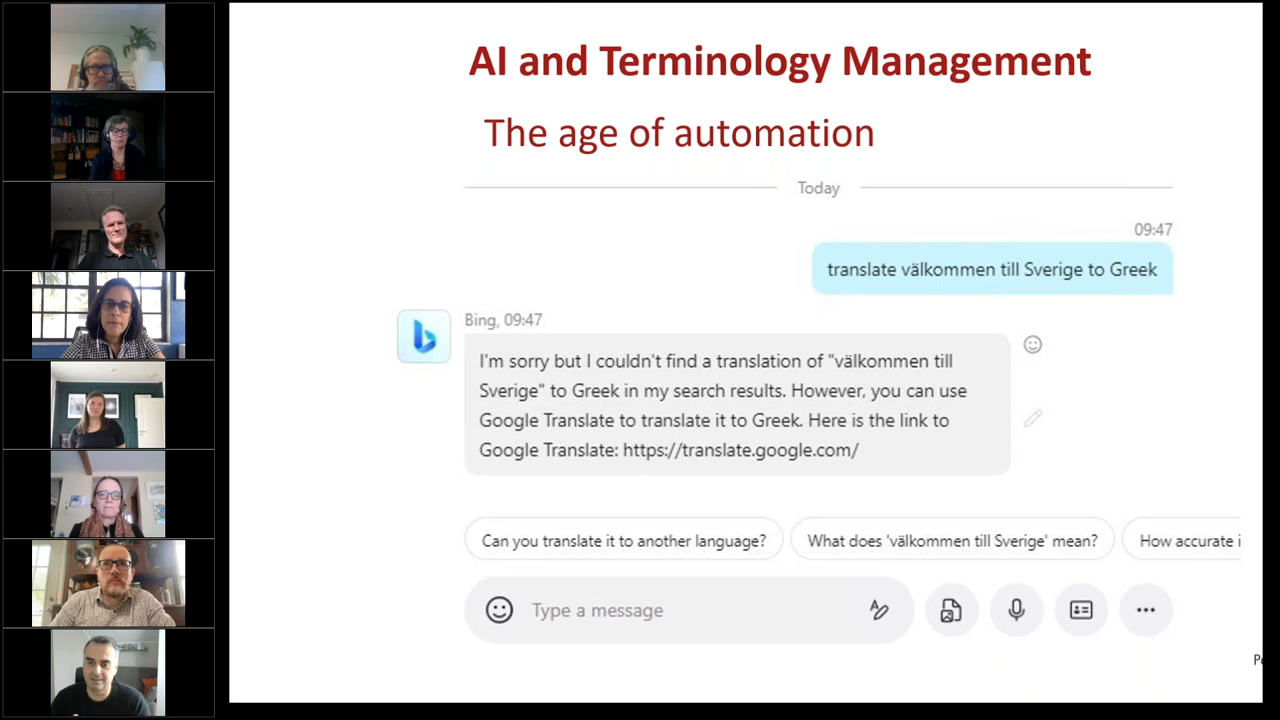 AI and Terminology Management
The age of automation
Today
09:47
translate välkommen till Sverige to Greek
Bing, 09:47
I'm sorry but I couldn't find a translation of "välkommen till
Sverige" to Greek in my search results. However, you can use
Google Translate to translate it to Greek. Here is the link to
Google Translate: https://translate.google.com/
Can you translate it to another language?
What does 'välkommen till Sverige' mean?
How accurate i
Type a message